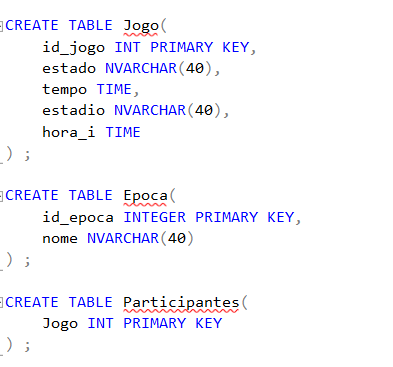 CREATE TABLE Jogo(
id_jogo INT PRIMARY KEY,
estado NVARCHAR(40),
tempo TIME,
estadio NVARCHAR(40),
hora_i TIME
) ;
CREATE TABLE Epoca(
id_epoca INTEGER PRIMARY KEY,
nome NVARCHAR(40)
) ;
CREATE TABLE Participantes(
Jogo INT PRIMARY KEY
) ;